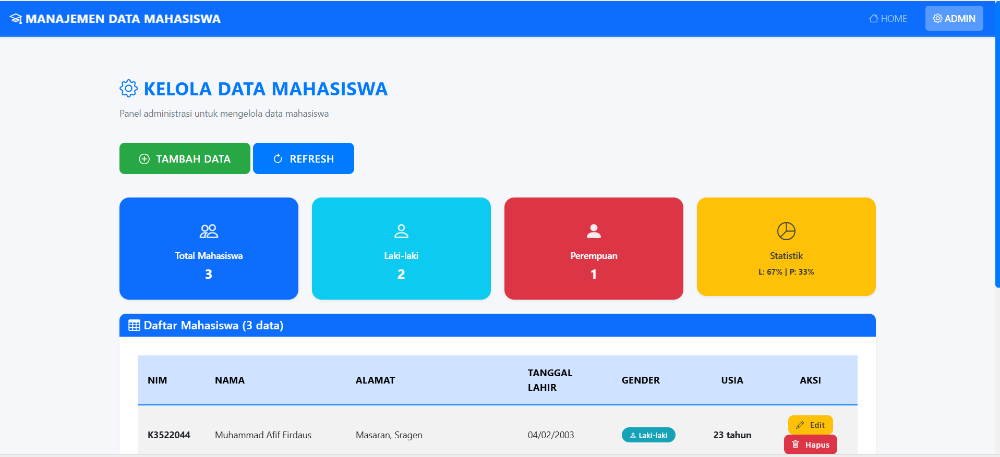 MANAJEMEN DATA MAHASISWA
HOME
ADMIN
KELOLA DATA MAHASISWA
Panel administrasi untuk mengelola data mahasiswa
TAMBAH DATA
REFRESH
Total Mahasiswa
3
Laki-laki
2
Perempuan
1
Statistik
L: 67% | P: 33%
Daftar Mahasiswa (3 data)
NIM NAMA ALAMAT TANGGAL LAHIR GENDER USIA AKSI
K3522044 Muhammad Afif Firdaus Masaran, Sragen 04/02/2003 Laki-laki 23 tahun Edit
Hapus